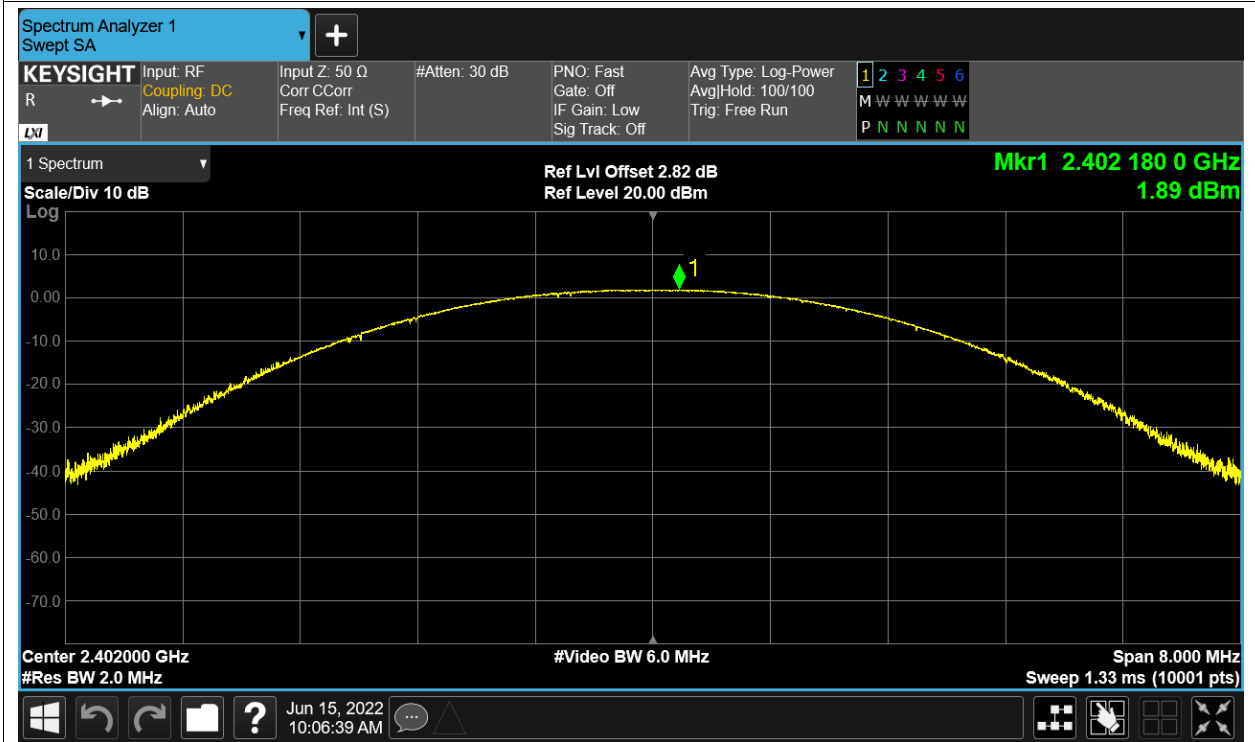 Spectrum Analyzer 1
Swept SA
+
KEYSIGHT
R
LXI
Input: RF
Coupling: DC
Align: Auto
Input Z: 50 Ω
Corr CCorr
Freq Ref: Int (S)
#Atten: 30 dB
PNO: Fast
Gate: Off
IF Gain: Low
Sig Track: Off
Avg Type: Log-Power
Avg|Hold: 100/100
Trig: Free Run
1 2 3 4 5 6
M W W W W W
P N N N N N
1 Spectrum
Scale/Div 10 dB
Log
Ref Lvl Offset 2.82 dB
Ref Level 20.00 dBm
Mkr1 2.402 180 0 GHz
1.89 dBm
1
10.0
0.00
-10.0
-20.0
-30.0
-40.0
-50.0
-60.0
-70.0
Center 2.402000 GHz
#Video BW 6.0 MHz
Span 8.000 MHz
#Res BW 2.0 MHz
Sweep 1.33 ms (10001 pts)
?
Jun 15, 2022
10:06:39 AM